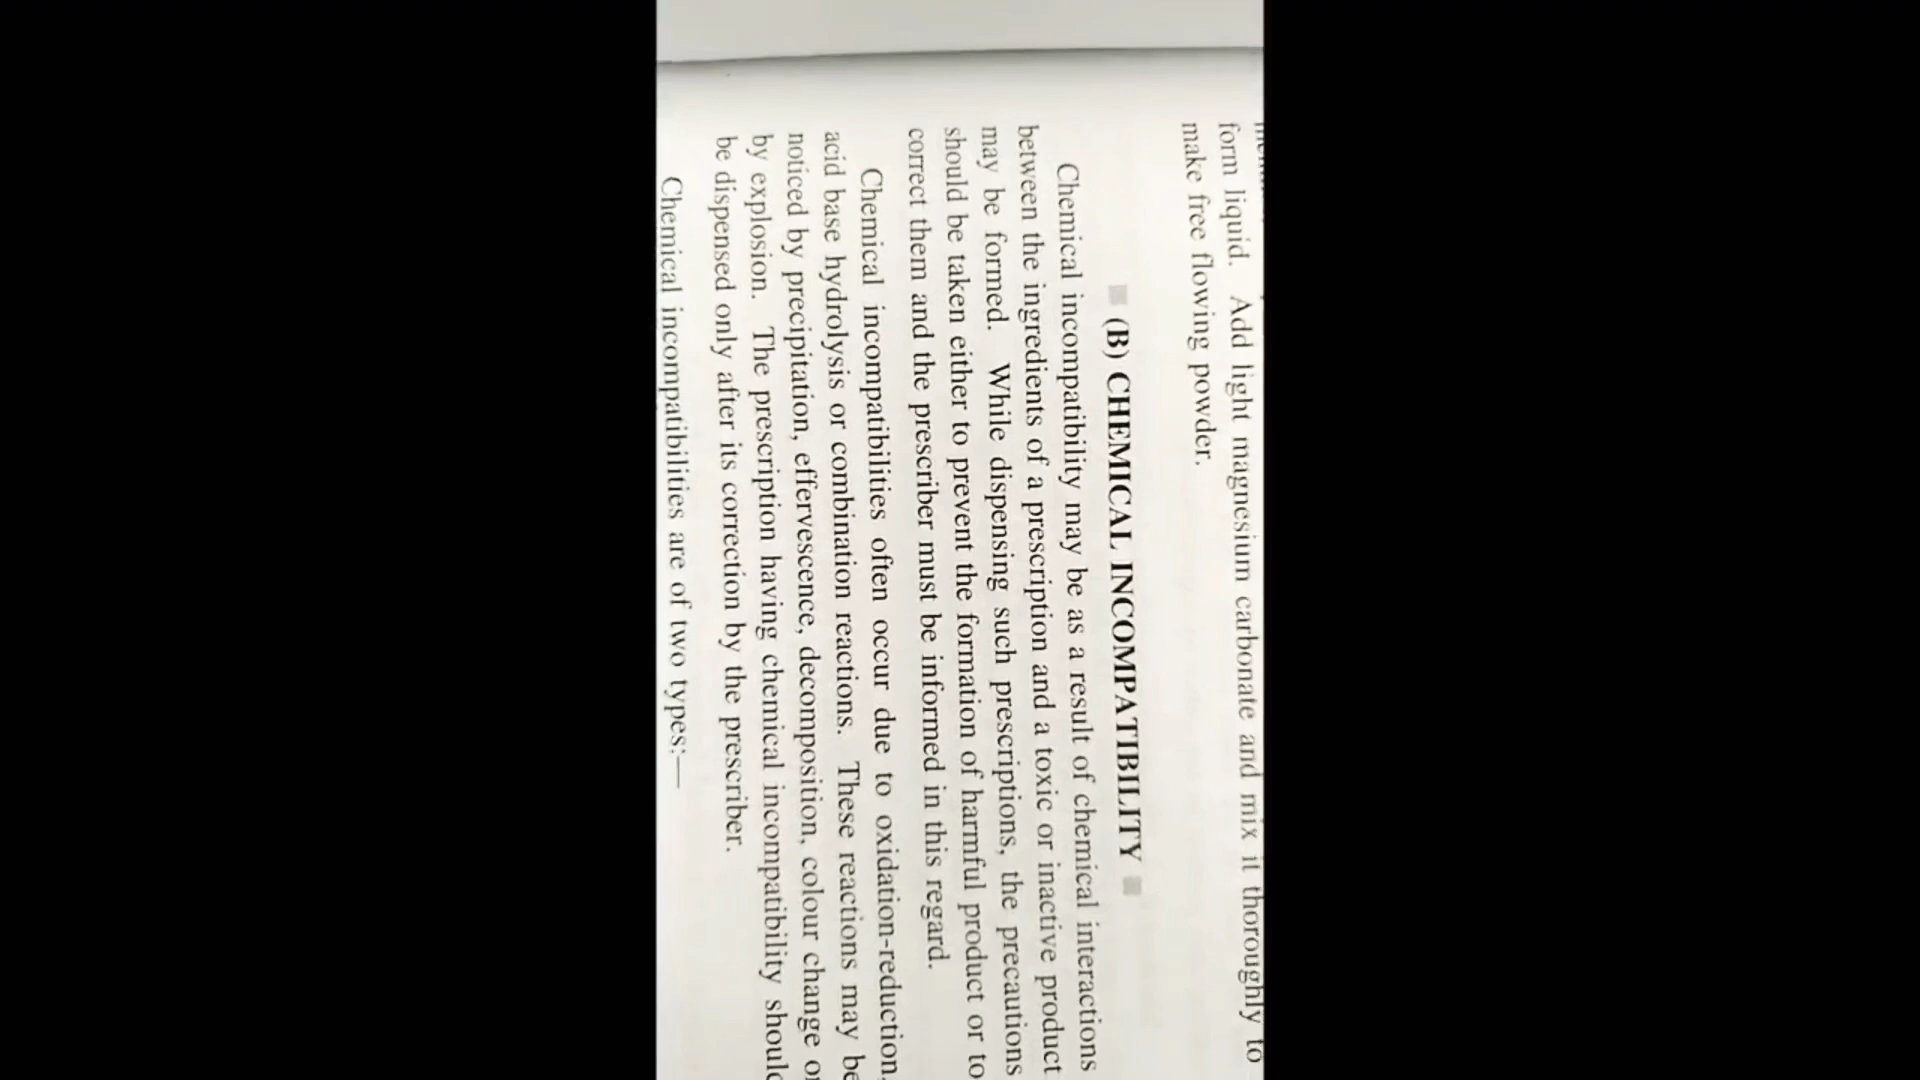 form liquid. Add light magnesium carbonate and mix it thoroughly to
make free flowing powder.
(B) CHEMICAL INCOMPATIBILITY
Chemical incompatibility may be as a result of chemical interactions
between the ingredients of a prescription and a toxic or inactive product
may be formed. While dispensing such prescriptions, the precautions
should be taken either to prevent the formation of harmful product or to
correct them and the prescriber must be informed in this regard.
Chemical incompatibilities often occur due to oxidation-reduction,
acid base hydrolysis or combination reactions. These reactions may be
noticed by precipitation, effervescence, decomposition, colour change or
by explosion. The prescription having chemical incompatibility should
be dispensed only after its correction by the prescriber.
Chemical incompatibilities are of two types:—